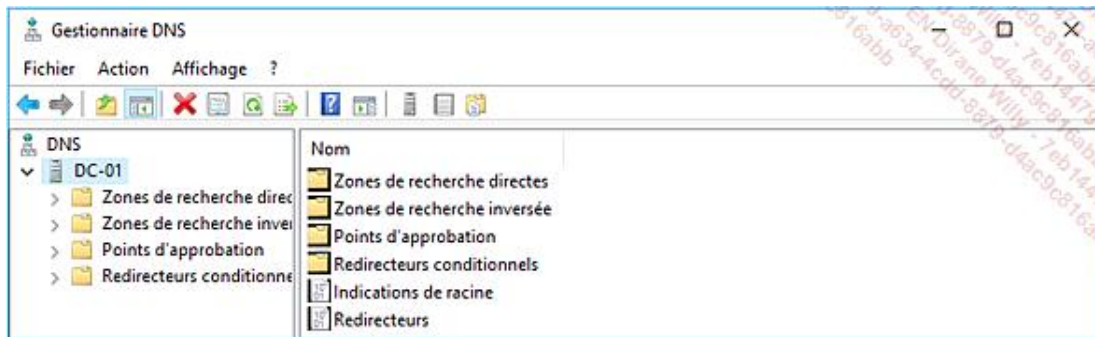 Gestionnaire DNS
Fichier Action Affichage ?
DNS
DC-01
Zones de recherche direc
Zones de recherche inver
Points d'approbation
Redirecteurs conditionne
Nom
Zones de recherche directes
Zones de recherche inversée
Points d'approbation
Redirecteurs conditionnels
Indications de racine
Redirecteurs